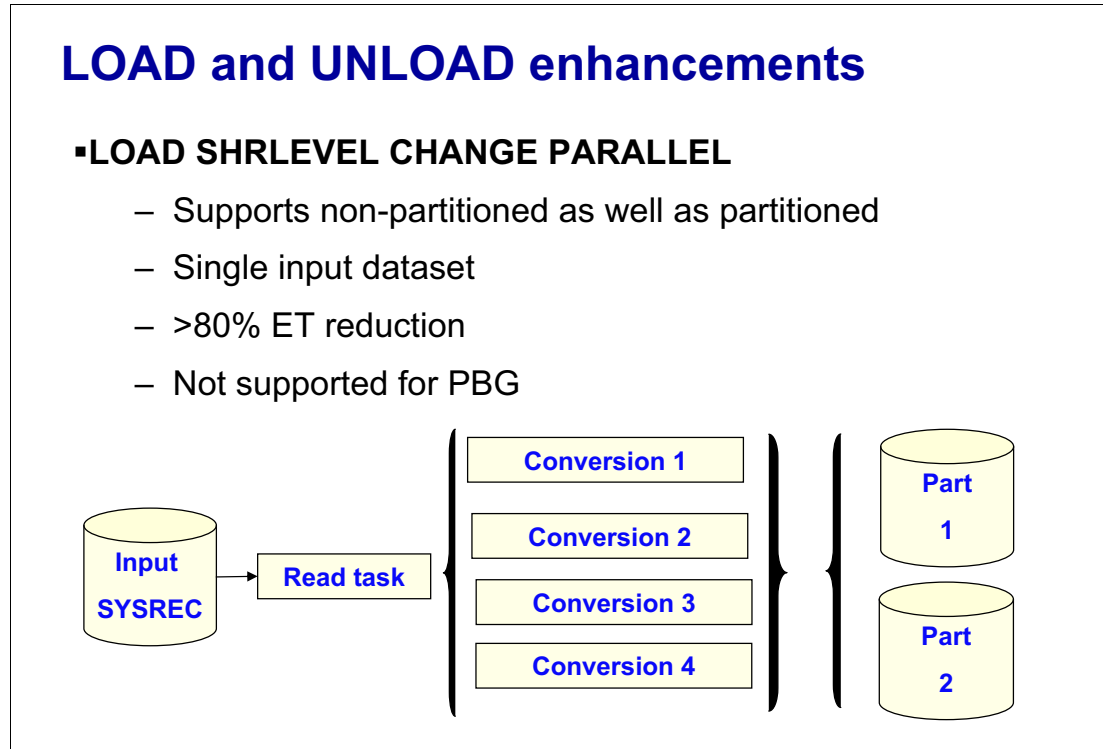 LOAD and UNLOAD enhancements
▪LOAD SHRLEVEL CHANGE PARALLEL
– Supports non-partitioned as well as partitioned
– Single input dataset
– >80% ET reduction
– Not supported for PBG
Input
SYSREC
Read task
Conversion 1
Conversion 2
Conversion 3
Conversion 4
Part
1
Part
2